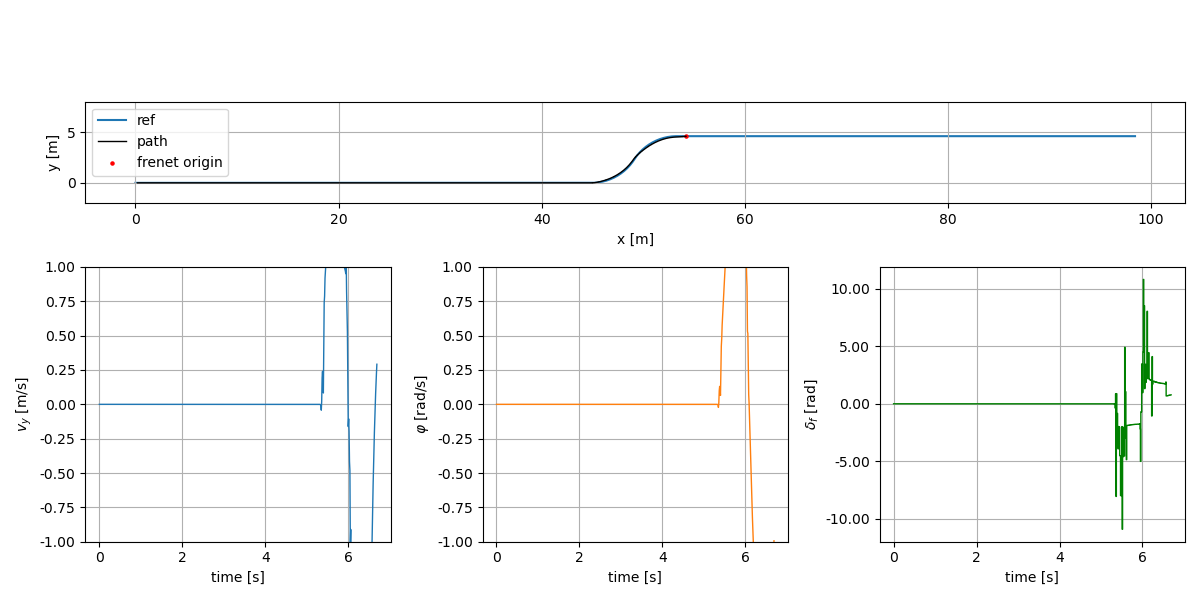 y [m]
5
0
ref
path
frenet origin
0 20 40 60 80 100
x [m]
v_y [m/s]
1.00
0.75
0.50
0.25
0.00
-0.25
-0.50
-0.75
-1.00
0 2 4 6
time [s]
φ [rad/s]
1.00
0.75
0.50
0.25
0.00
-0.25
-0.50
-0.75
-1.00
0 2 4 6
time [s]
δ_f [rad]
10.00
5.00
0.00
-5.00
-10.00
0 2 4 6
time [s]